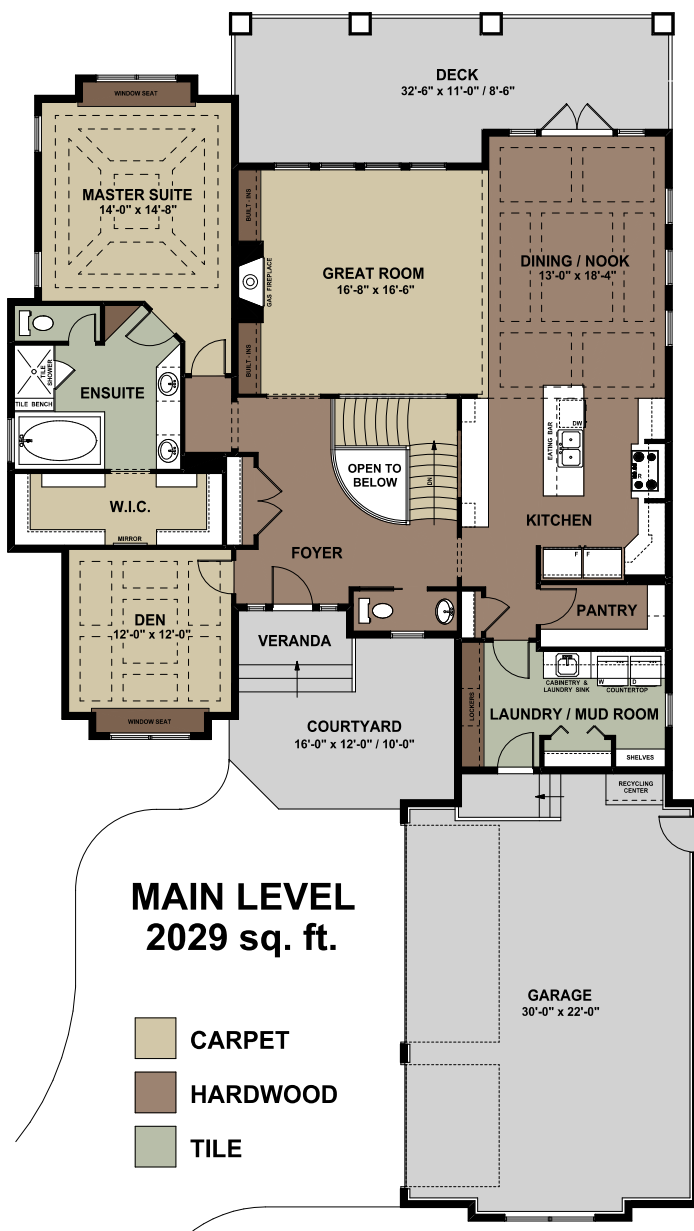 DECK
32'-6" x 11'-0" / 8'-6"
WINDOW SEAT
MASTER SUITE
14'-0" x 14'-8"
BUILT - INS
GREAT ROOM
16'-8" x 16'-6"
GAS FIREPLACE
DINING / NOOK
13'-0" x 18'-4"
BUILT - INS
TILE
SHOWER
TILE BENCH
ENSUITE
EATING BAR
DW
OPEN TO
BELOW
DN
R
W.I.C.
MIRROR
KITCHEN
FOYER
F
F
DEN
12'-0" x 12'-0"
PANTRY
VERANDA
CABINETRY &
LAUNDRY SINK
W
D
COUNTERTOP
LOCKERS
LAUNDRY / MUD ROOM
WINDOW SEAT
COURTYARD
16'-0" x 12'-0" / 10'-0"
SHELVES
RECYCLING
CENTER
MAIN LEVEL
2029 sq. ft.
GARAGE
30'-0" x 22'-0"
CARPET
HARDWOOD
TILE